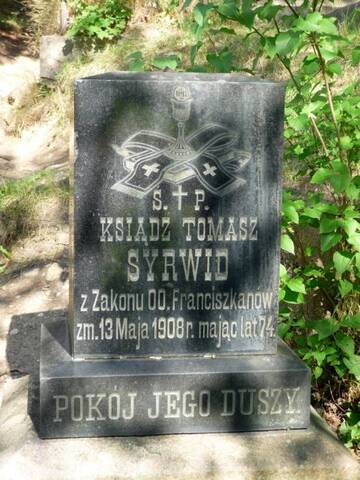 S. † P.
KSIĄDZ TOMASZ
SYRWID
z Zakonu OO. Franciszkanów
zm. 13 Maja 1908 r. mając lat 74.
POKÓJ JEGO DUSZY.